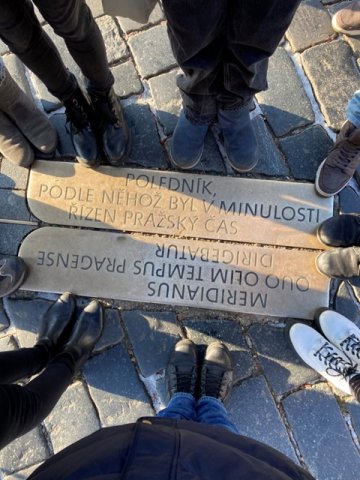 POLEDNÍK,
PODLE NĚHOŽ BYL V MINULOSTI
ŘÍZEN PRAŽSKÝ ČAS
MERIDIANUS
QUO OLIM TEMPUS PRAGENSE
DIRIGEBATUR